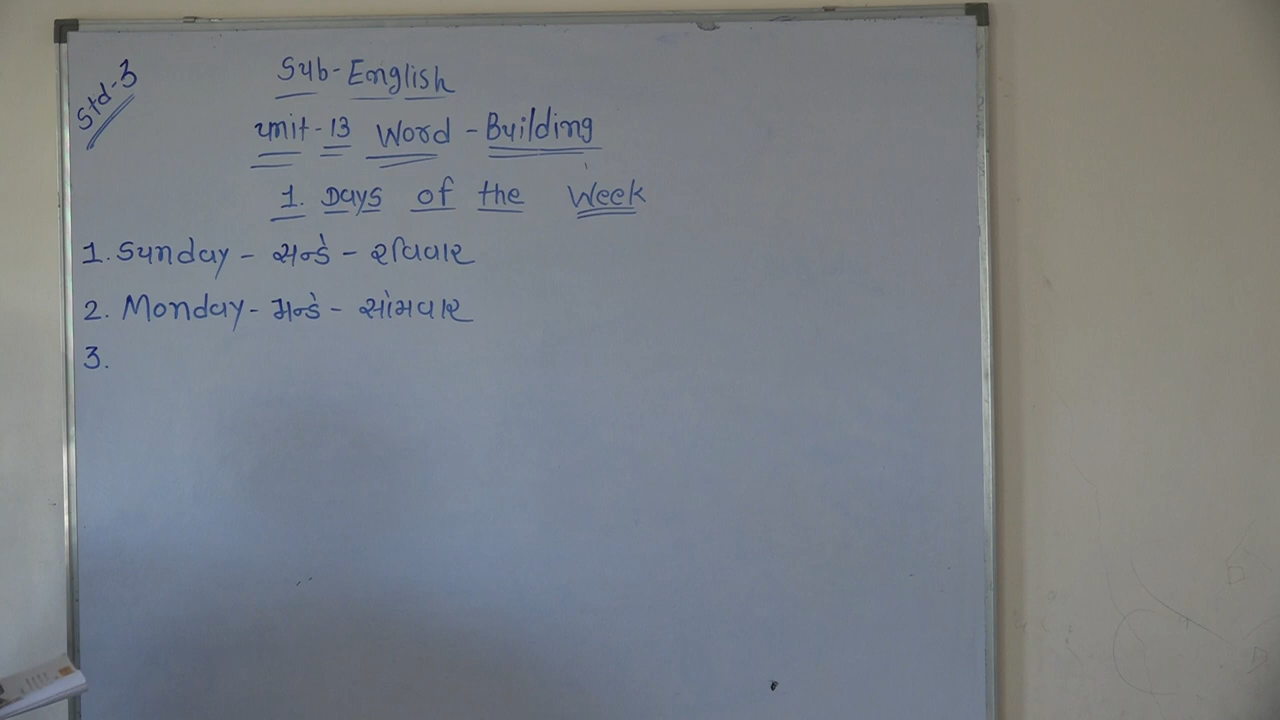 Std-3
Sub-English
Unit-13 Word-Building
1. Days of the Week
1. Sunday - સન્ડે - રવિવાર
2. Monday - મન્ડે - સોમવાર
3.